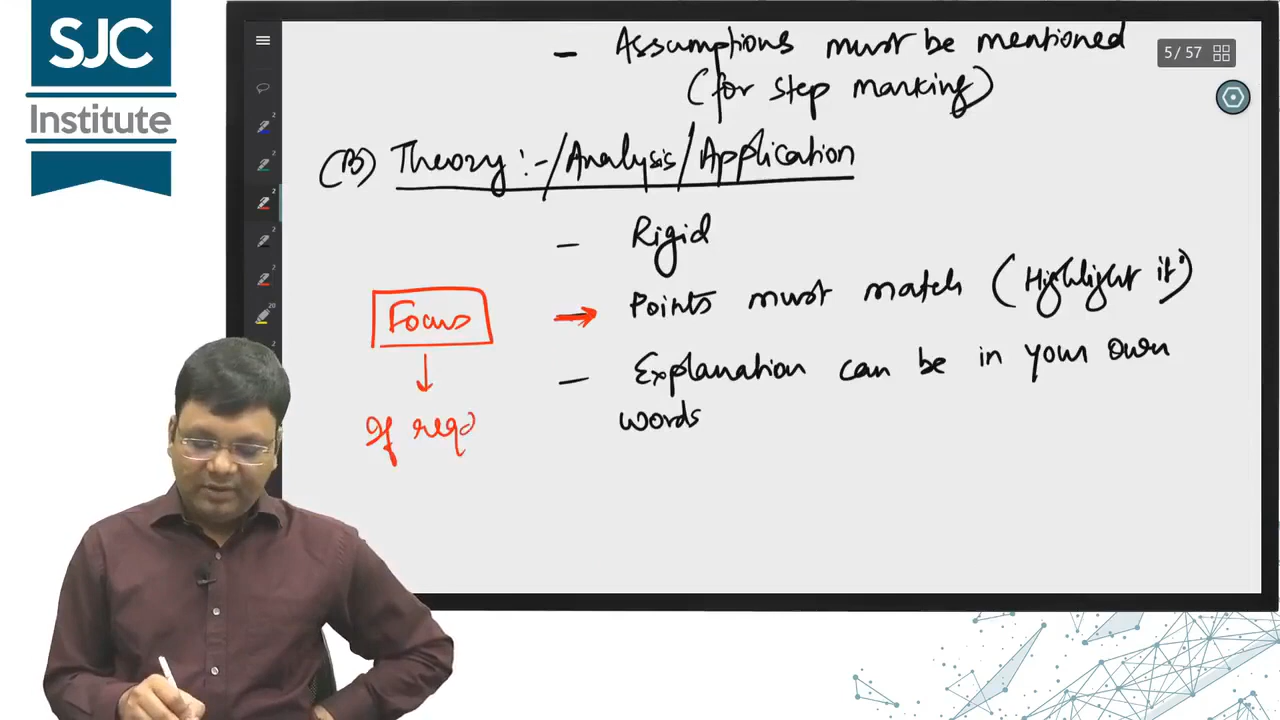 SJC
Institute
5 / 57
- Assumptions must be mentioned
(for step marking)
(B) Theory :- /Analysis/Application
- Rigid
Focus
→ Points must match (Highlight it)
- Explanation can be in your own
words
If reqd